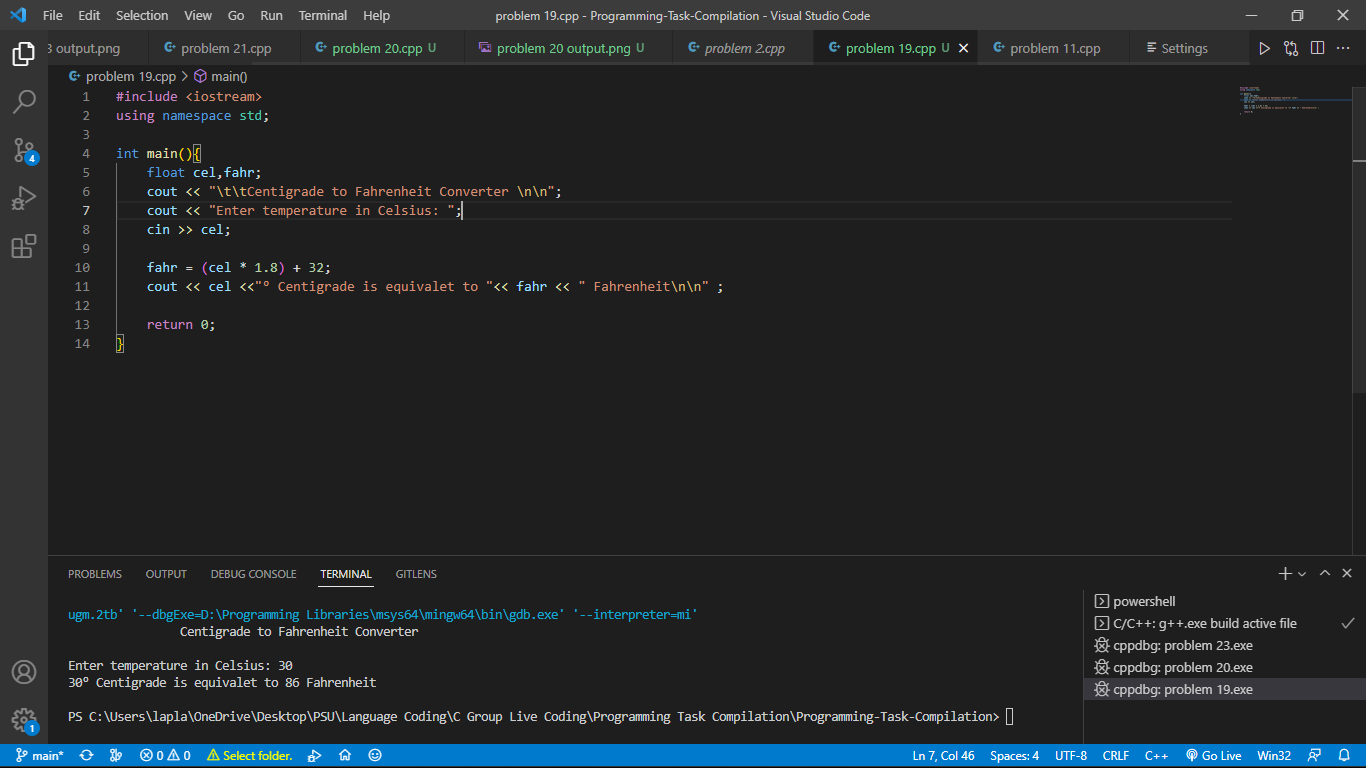 File Edit Selection View Go Run Terminal Help problem 19.cpp - Programming-Task-Compilation - Visual Studio Code
3 output.png problem 21.cpp problem 20.cpp U problem 20 output.png U problem 2.cpp problem 19.cpp U problem 11.cpp Settings
problem 19.cpp > main()
1 #include <iostream>
2 using namespace std;
3
4 int main(){
5 float cel,fahr;
6 cout << "\t\tCentigrade to Fahrenheit Converter \n\n";
7 cout << "Enter temperature in Celsius: ";
8 cin >> cel;
9
10 fahr = (cel * 1.8) + 32;
11 cout << cel <<"º Centigrade is equivalet to "<< fahr << " Fahrenheit\n\n" ;
12
13 return 0;
14 }
4
PROBLEMS OUTPUT DEBUG CONSOLE TERMINAL GITLENS
ugm.2tb' '--dbgExe=D:\Programming Libraries\msys64\mingw64\bin\gdb.exe' '--interpreter=mi'
Centigrade to Fahrenheit Converter
Enter temperature in Celsius: 30
30º Centigrade is equivalet to 86 Fahrenheit
PS C:\Users\lapla\OneDrive\Desktop\PSU\Language Coding\C Group Live Coding\Programming Task Compilation\Programming-Task-Compilation>
powershell
C/C++: g++.exe build active file
cppdbg: problem 23.exe
cppdbg: problem 20.exe
cppdbg: problem 19.exe
1
main* 0 0 Select folder. Ln 7, Col 46 Spaces: 4 UTF-8 CRLF C++ Go Live Win32